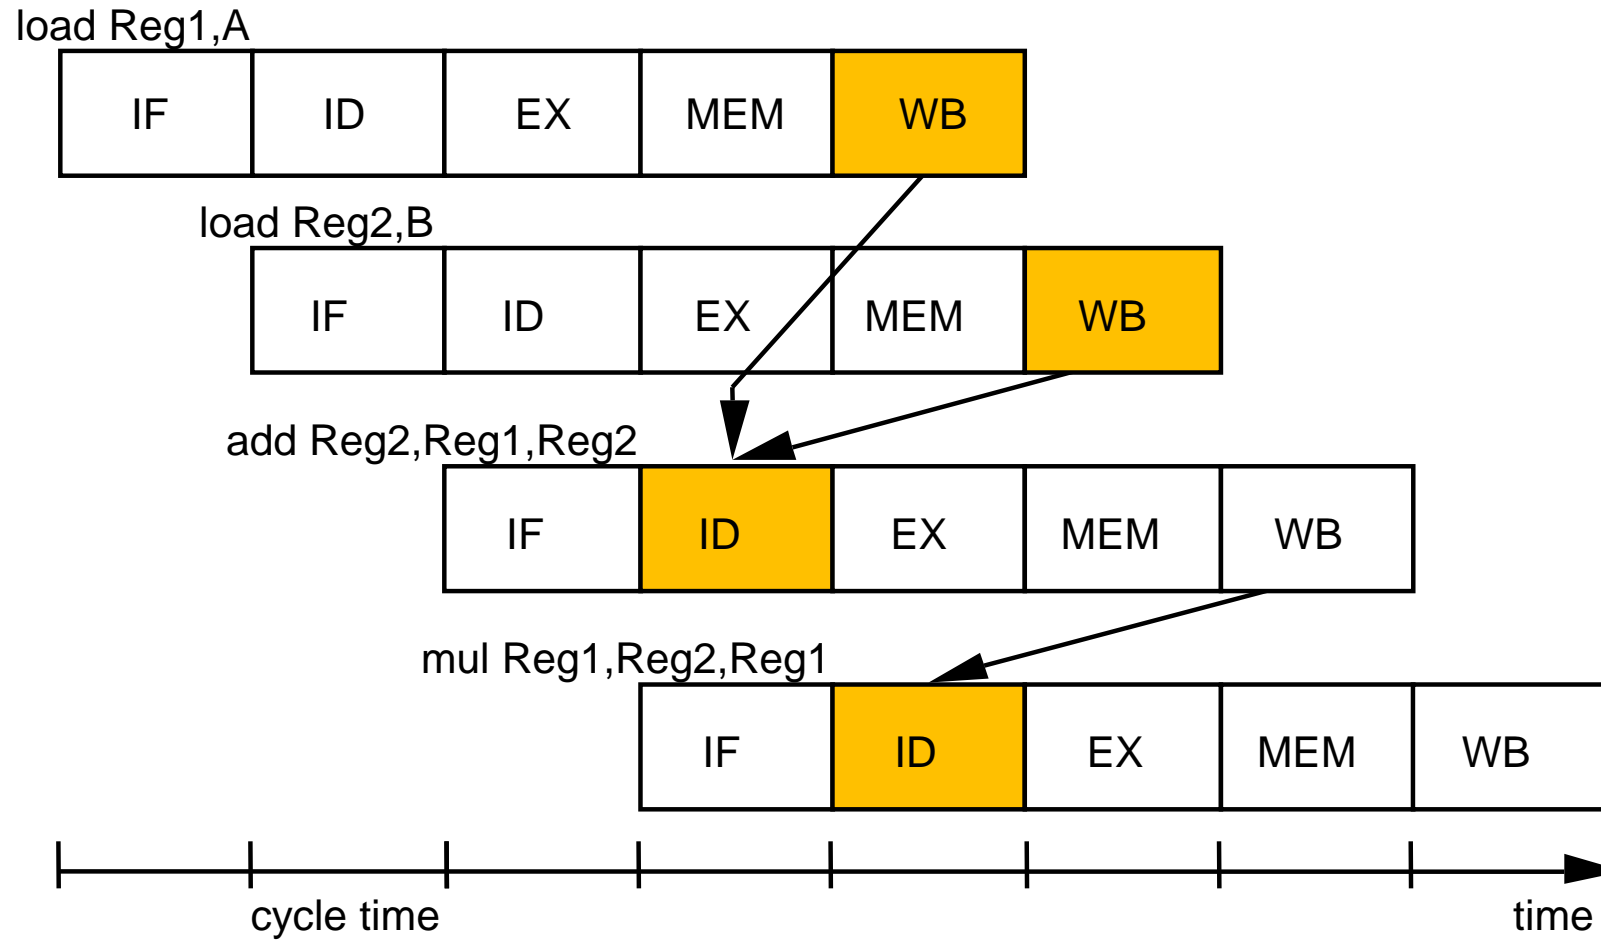 load Reg1,A
IF ID EX MEM WB
load Reg2,B
IF ID EX MEM WB
add Reg2,Reg1,Reg2
IF ID EX MEM WB
mul Reg1,Reg2,Reg1
IF ID EX MEM WB
cycle time time